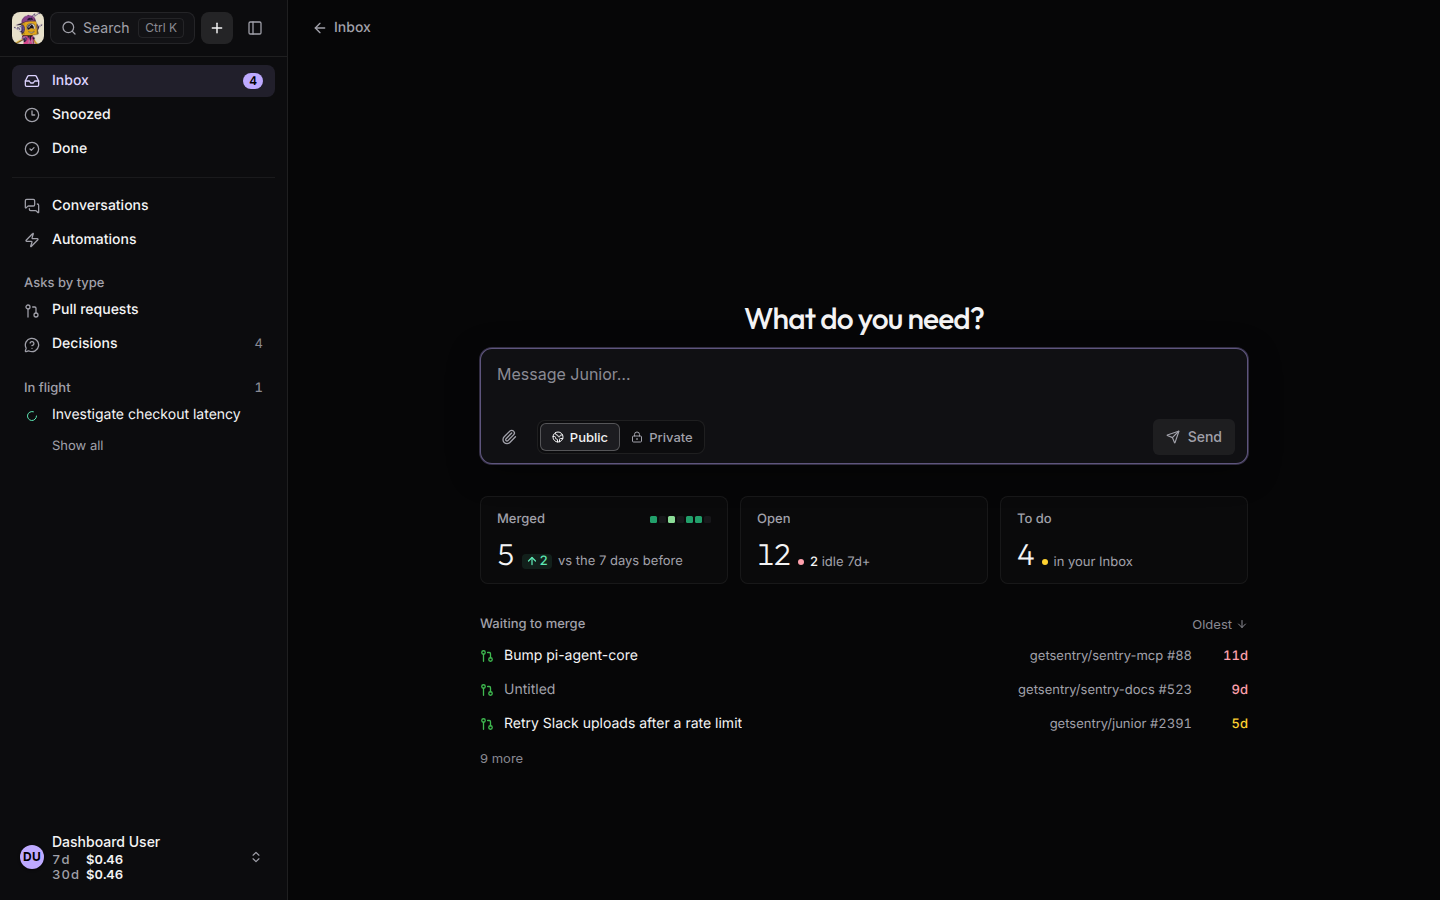 Search Ctrl K
Inbox 4
Snoozed
Done
Conversations
Automations
Asks by type
Pull requests
Decisions 4
In flight 1
Investigate checkout latency
Show all
DU
Dashboard User
7d $0.46
30d $0.46
Inbox
What do you need?
Message Junior...
Public Private Send
Merged
5 2 vs the 7 days before
Open
12 2 idle 7d+
To do
4 in your Inbox
Waiting to merge Oldest
Bump pi-agent-core getsentry/sentry-mcp #88 11d
Untitled getsentry/sentry-docs #523 9d
Retry Slack uploads after a rate limit getsentry/junior #2391 5d
9 more